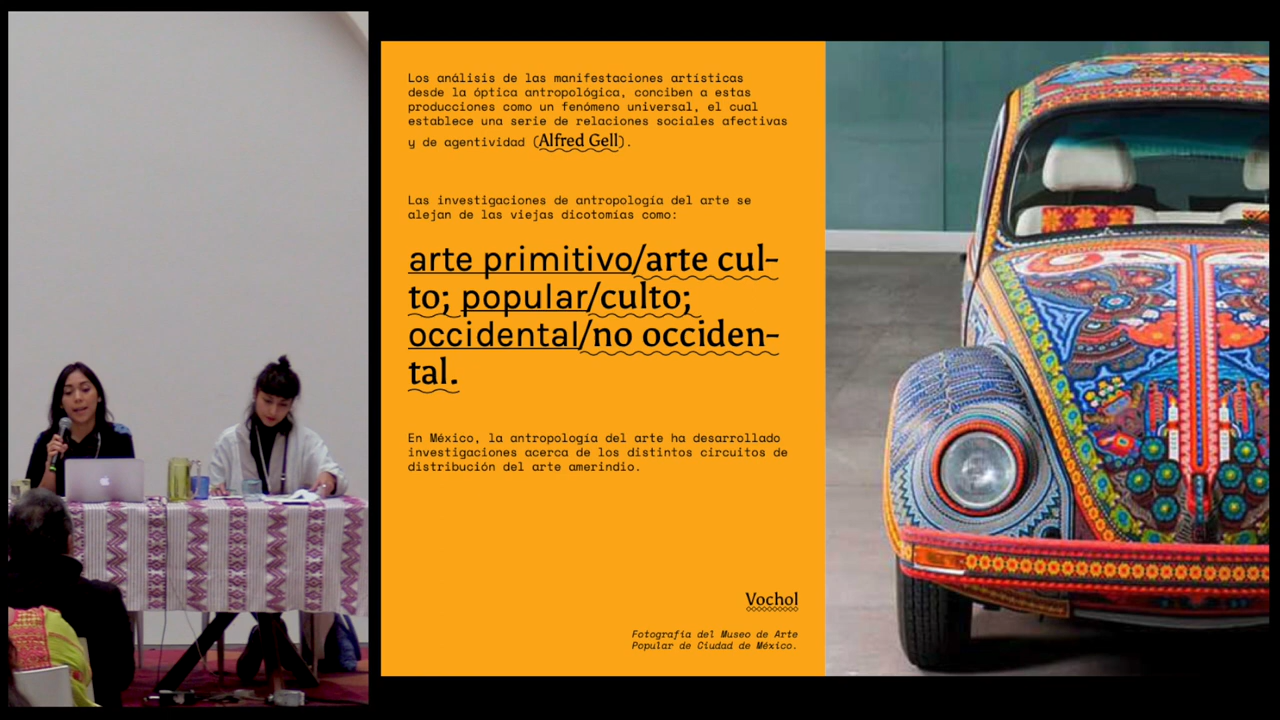 Los análisis de las manifestaciones artísticas
desde la óptica antropológica, conciben a estas
producciones como un fenómeno universal, el cual
establece una serie de relaciones sociales afectivas
y de agentividad (Alfred Gell).
Las investigaciones de antropología del arte se
alejan de las viejas dicotomías como:
arte primitivo/arte cul-
to; popular/culto;
occidental/no occiden-
tal.
En México, la antropología del arte ha desarrollado
investigaciones acerca de los distintos circuitos de
distribución del arte amerindio.
Vochol
Fotografía del Museo de Arte
Popular de Ciudad de México.